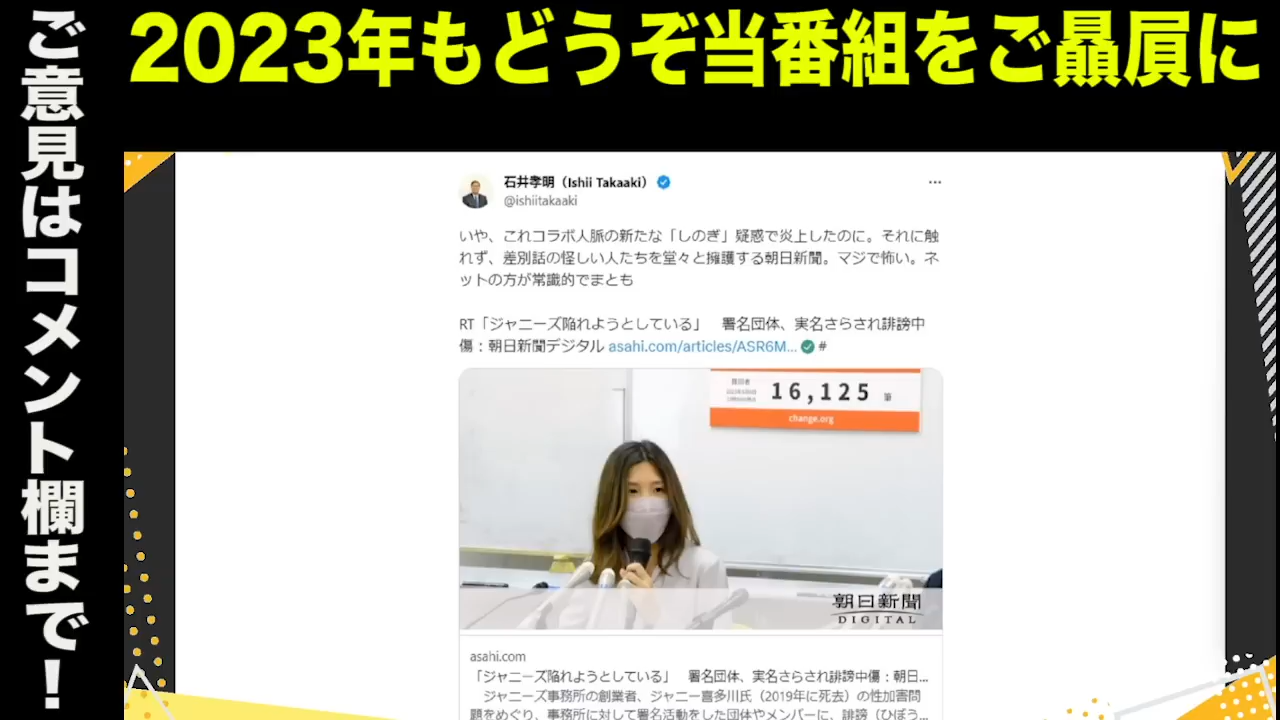 2023年もどうぞ当番組をご贔屓に
ご意見はコメント欄まで！
石井孝明（Ishii Takaaki）
@ishiitakaaki
いや、これコラボ人脈の新たな「しのぎ」疑惑で炎上したのに。それに触
れず、差別話の怪しい人たちを堂々と擁護する朝日新聞。マジで怖い。ネ
ットの方が常識的でまとも
RT「ジャニーズ陥れようとしている」　署名団体、実名さらされ誹謗中
傷：朝日新聞デジタル asahi.com/articles/ASR6M... #
16,125
筆
change.org
朝日新聞
DIGITAL
asahi.com
「ジャニーズ陥れようとしている」　署名団体、実名さらされ誹謗中傷：朝日...
ジャニーズ事務所の創業者、ジャニー喜多川氏（2019年に死去）の性加害問
題をめぐり、事務所に対して署名活動をした団体やメンバーに、誹謗（ひぼう...